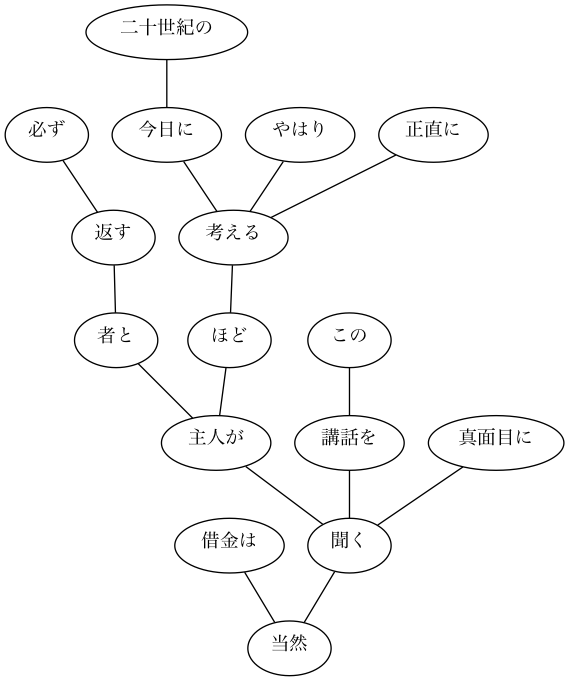 二十世紀の
必ず
今日に
やはり
正直に
返す
考える
者と
ほど
この
主人が
講話を
真面目に
借金は
聞く
当然